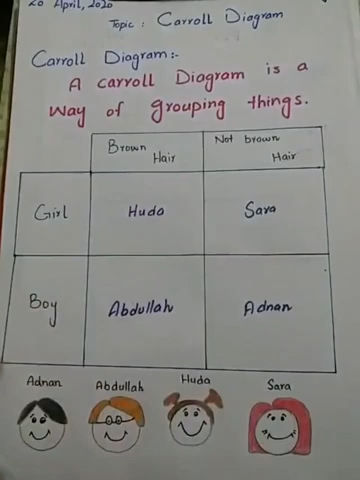 20 April, 2020
Topic : Carroll Diagram
Carroll Diagram:-
A carroll Diagram is a
way of grouping things.
Brown Hair
Not brown Hair
Girl Huda Sara
Boy Abdullah Adnan
Adnan Abdullah Huda Sara